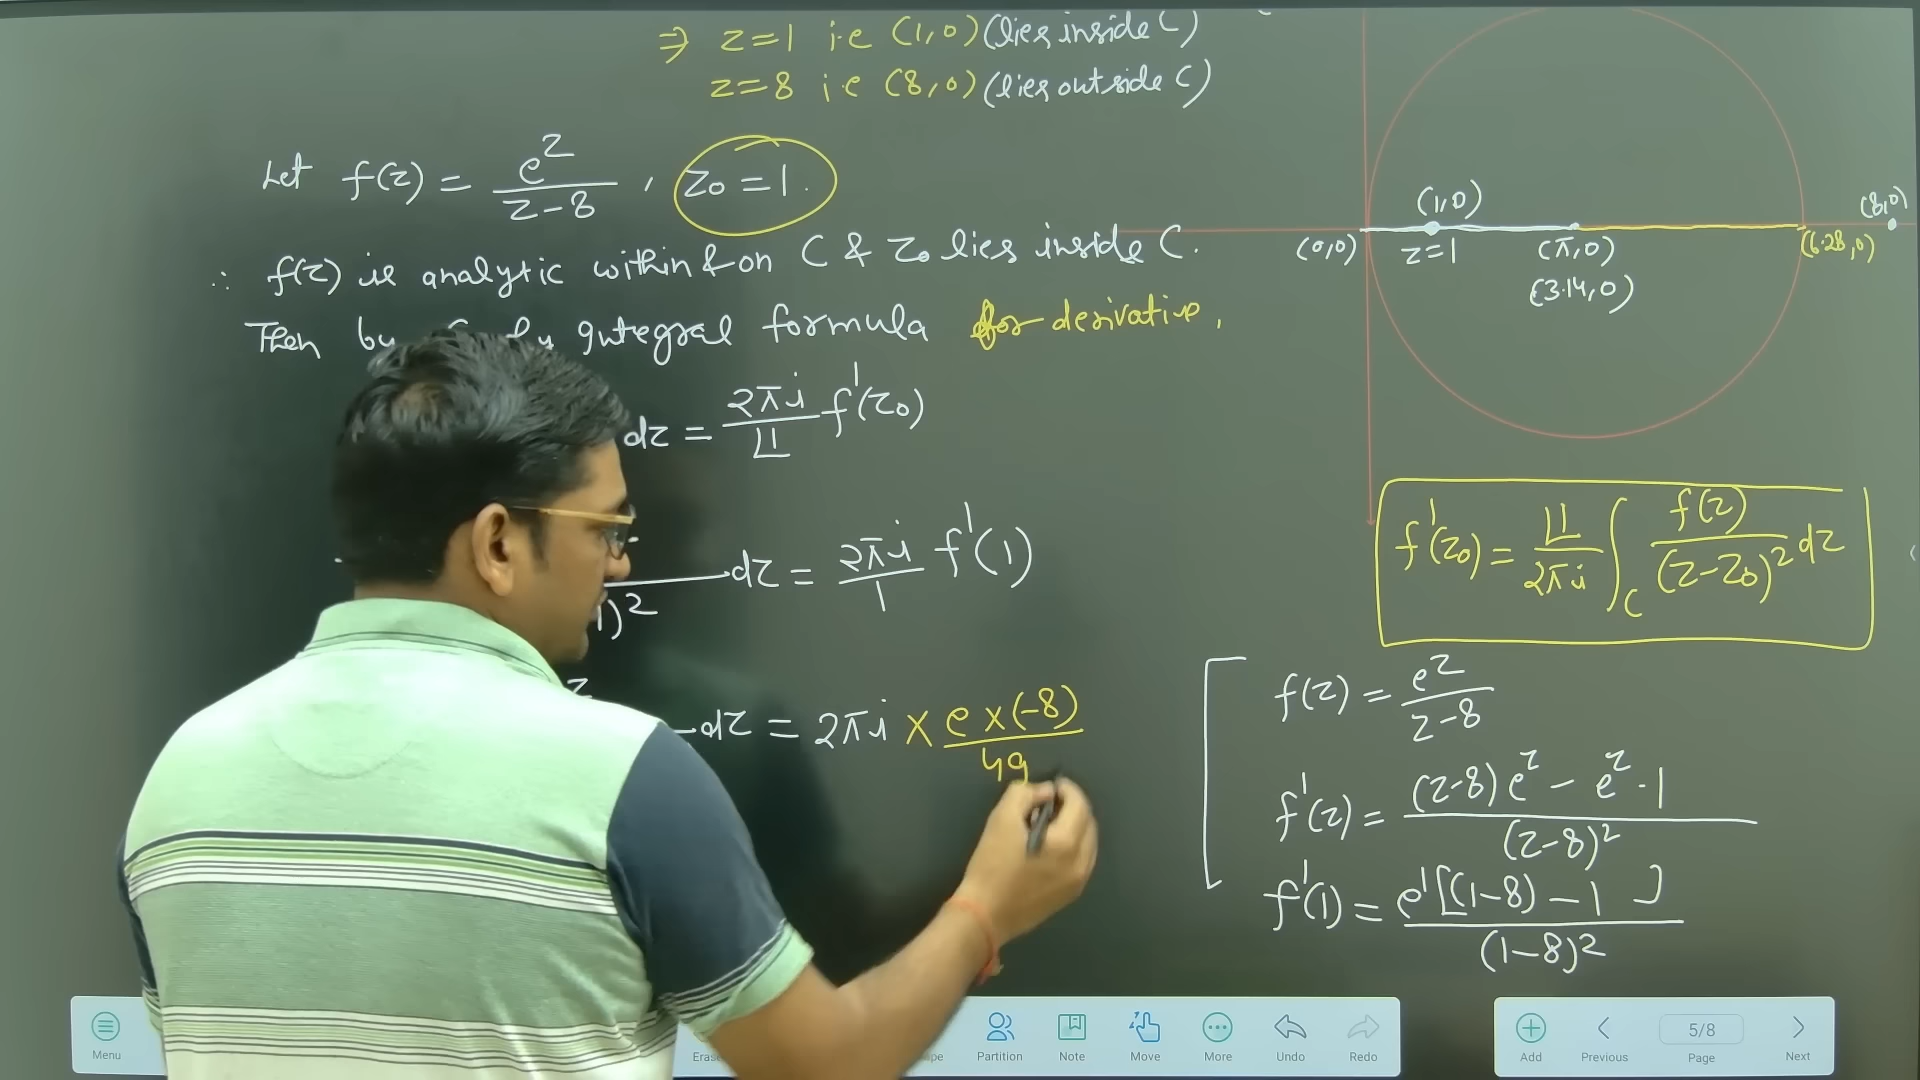 ⇒ z=1 i.e (1,0) (lies inside C)
z=8 i.e (8,0) (lies outside C)
Let f(z) = e^z / (z-8) , z₀ = 1.
∴ f(z) is analytic within & on C & z₀ lies inside C.
Then by integral formula for derivative,
dz = 2πi / ∟1 f'(z₀)
1)² dz = 2πi / 1 f'(1)
z dz = 2πi × e×(-8) / 49
(1,0)
(8,0)
(0,0) z=1 (π,0) (6.28,0)
(3.14,0)
f'(z₀) = ∟1 / 2πi ∫_C f(z) / (z-z₀)² dz
f(z) = e^z / (z-8)
f'(z) = (z-8)e^z - e^z·1 / (z-8)²
f'(1) = e¹[(1-8) - 1] / (1-8)²
Menu Partition Note Move More Undo Redo
Add Previous 5/8 Page Next